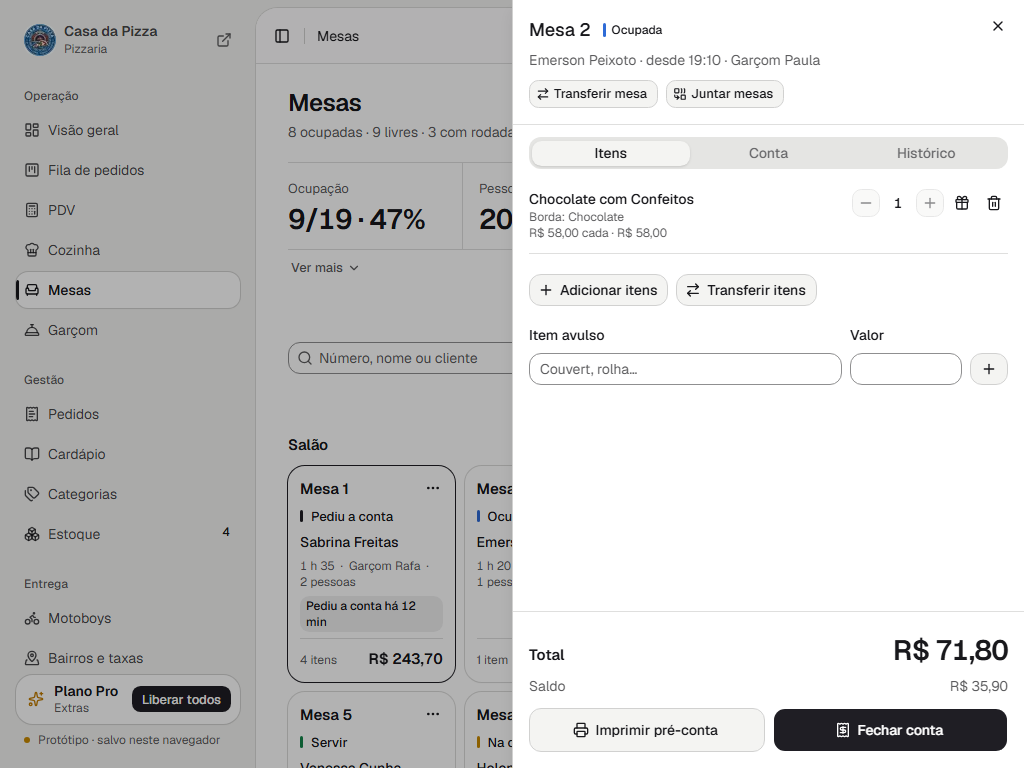 Casa da Pizza
Pizzaria
Operação
Visão geral
Fila de pedidos
PDV
Cozinha
Mesas
Garçom
Gestão
Pedidos
Cardápio
Categorias
Estoque 4
Entrega
Motoboys
Bairros e taxas
Plano Pro
Extras
Liberar todos
Protótipo · salvo neste navegador
Mesas
Mesas
8 ocupadas · 9 livres · 3 com rodada
Ocupação
9/19 · 47%
Pesso
20
Ver mais
Número, nome ou cliente
Salão
Mesa 1
Pediu a conta
Sabrina Freitas
1 h 35 · Garçom Rafa ·
2 pessoas
Pediu a conta há 12
min
4 itens R$ 243,70
Mesa
Ocu
Emers
1 h 20
1 pess
1 item
Mesa 5
Servir
Vanessa Cunha
Mesa
Na c
Mesa 2 Ocupada
Emerson Peixoto · desde 19:10 · Garçom Paula
Transferir mesa Juntar mesas
Itens Conta Histórico
Chocolate com Confeitos
Borda: Chocolate
R$ 58,00 cada · R$ 58,00
1
Adicionar itens Transferir itens
Item avulso Valor
Couvert, rolha...
Total R$ 71,80
Saldo R$ 35,90
Imprimir pré-conta Fechar conta